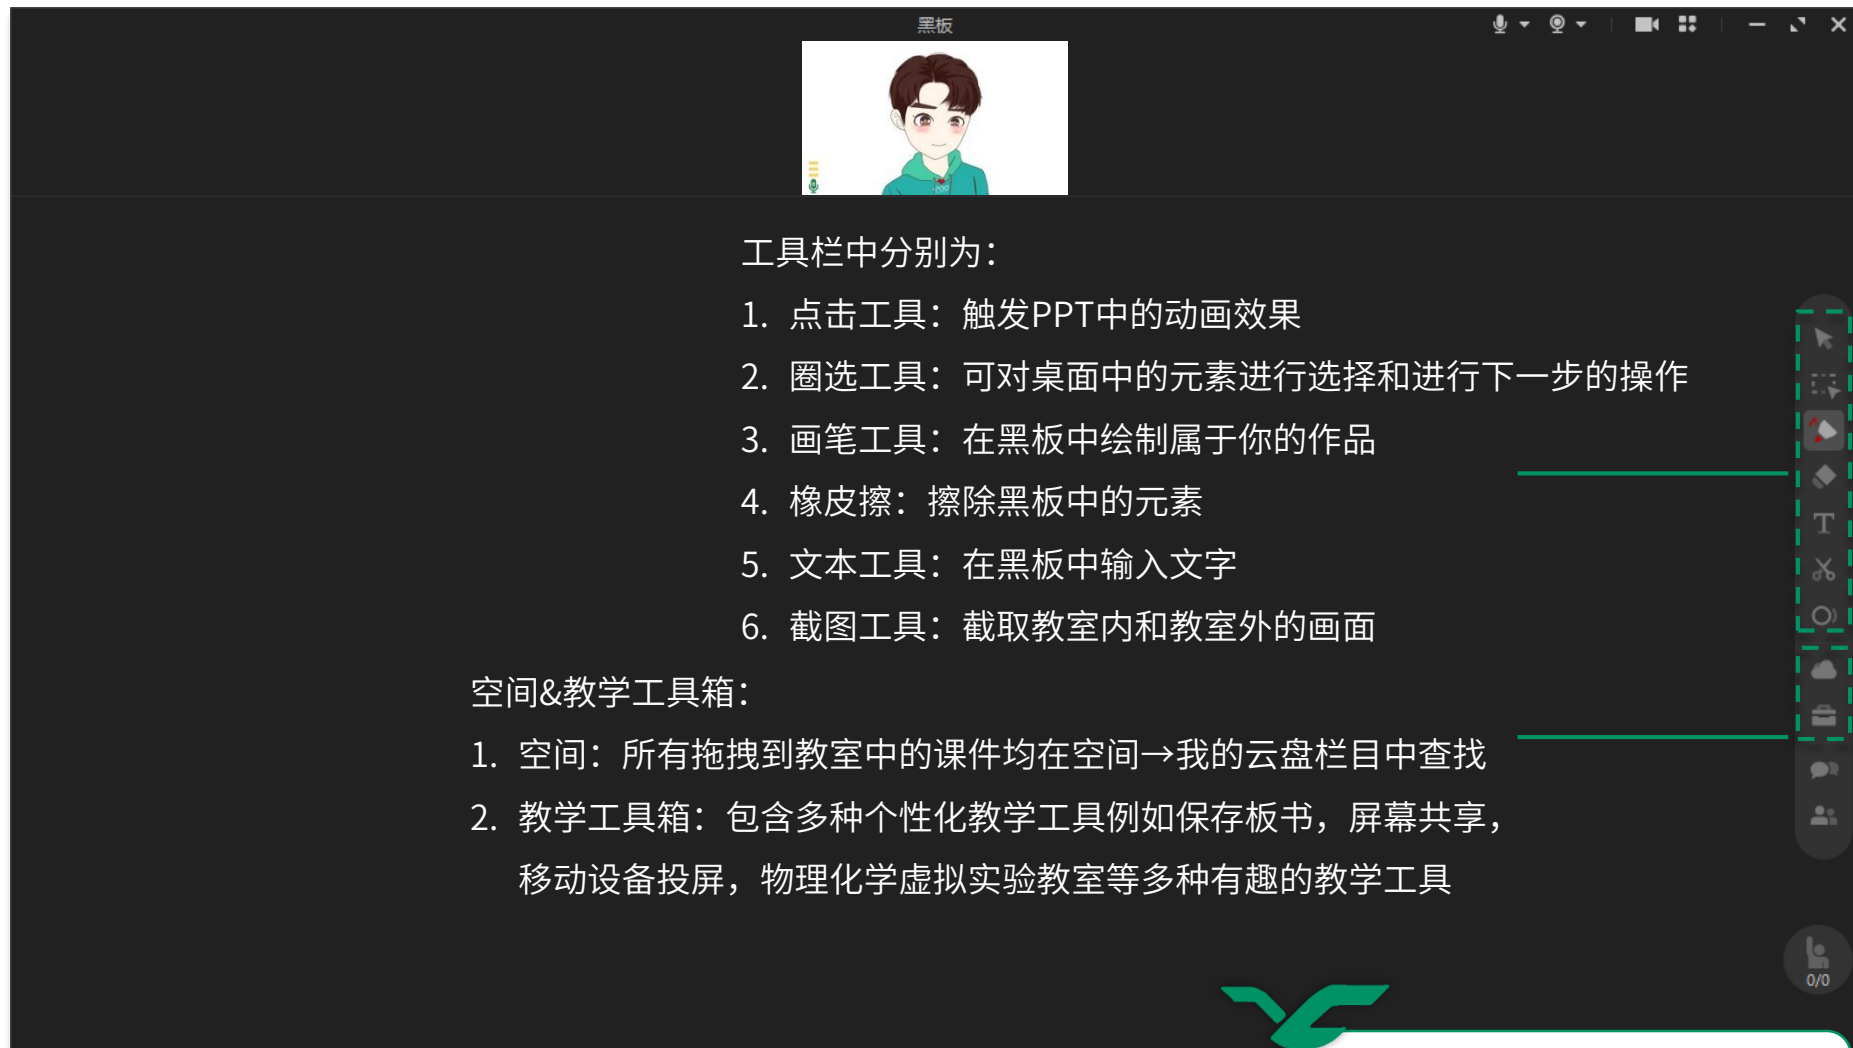 黑板
工具栏中分别为：
1. 点击工具：触发PPT中的动画效果
2. 圈选工具：可对桌面中的元素进行选择和进行下一步的操作
3. 画笔工具：在黑板中绘制属于你的作品
4. 橡皮擦：擦除黑板中的元素
5. 文本工具：在黑板中输入文字
6. 截图工具：截取教室内和教室外的画面
空间&教学工具箱：
1. 空间：所有拖拽到教室中的课件均在空间→我的云盘栏目中查找
2. 教学工具箱：包含多种个性化教学工具例如保存板书，屏幕共享，
移动设备投屏，物理化学虚拟实验教室等多种有趣的教学工具
0/0